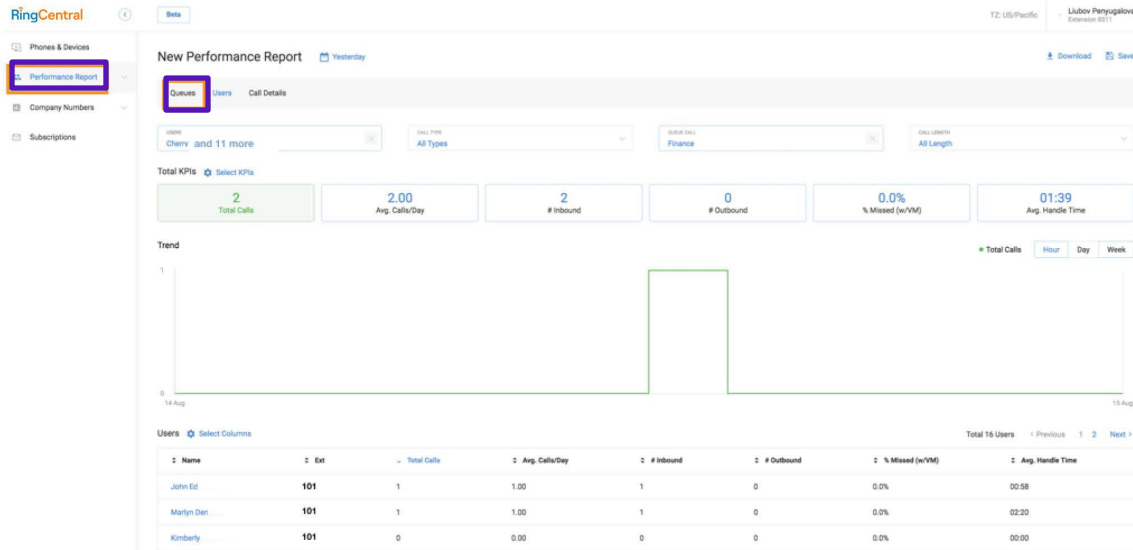 RingCentral
Beta
TZ: US/Pacific
Liubov Penyugalova
Extension 8517
Phones & Devices
Performance Report
Company Numbers
Subscriptions
New Performance Report
Yesterday
Download
Save
Queues
Users
Call Details
USERS
Cherry and 11 more
CALL TYPE
All Types
QUEUE CALL
Finance
CALL LENGTH
All Length
Total KPIs
Select KPIs
2
Total Calls
2.00
Avg. Calls/Day
2
# Inbound
0
# Outbound
0.0%
% Missed (w/VM)
01:39
Avg. Handle Time
Trend
Total Calls
Hour
Day
Week
1
0
14 Aug
15 Aug
Users
Select Columns
Total 16 Users
< Previous 1 2 Next >
Name Ext Total Calls Avg. Calls/Day # Inbound # Outbound % Missed (w/VM) Avg. Handle Time
John Ed 101 1 1.00 1 0 0.0% 00:58
Marlyn Den 101 1 1.00 1 0 0.0% 02:20
Kimberly 101 0 0.00 0 0 0.0% 00:00